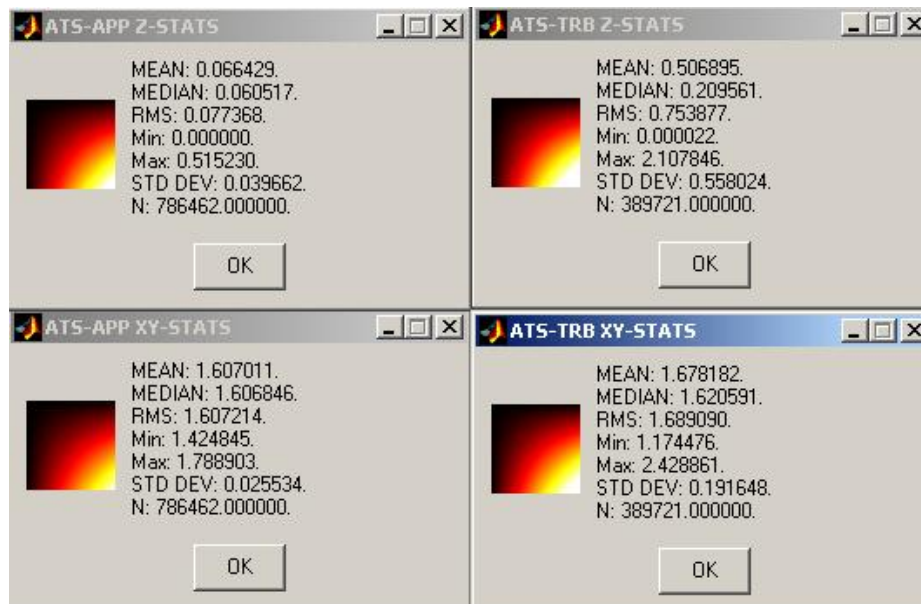 ATS-APP Z-STATS
MEAN: 0.066429.
MEDIAN: 0.060517.
RMS: 0.077368.
Min: 0.000000.
Max: 0.515230.
STD DEV: 0.039662.
N: 786462.000000.
OK
ATS-TRB Z-STATS
MEAN: 0.506895.
MEDIAN: 0.209561.
RMS: 0.753877.
Min: 0.000022.
Max: 2.107846.
STD DEV: 0.558024.
N: 389721.000000.
OK
ATS-APP XY-STATS
MEAN: 1.607011.
MEDIAN: 1.606846.
RMS: 1.607214.
Min: 1.424845.
Max: 1.788903.
STD DEV: 0.025534.
N: 786462.000000.
OK
ATS-TRB XY-STATS
MEAN: 1.678182.
MEDIAN: 1.620591.
RMS: 1.689090.
Min: 1.174476.
Max: 2.428861.
STD DEV: 0.191648.
N: 389721.000000.
OK